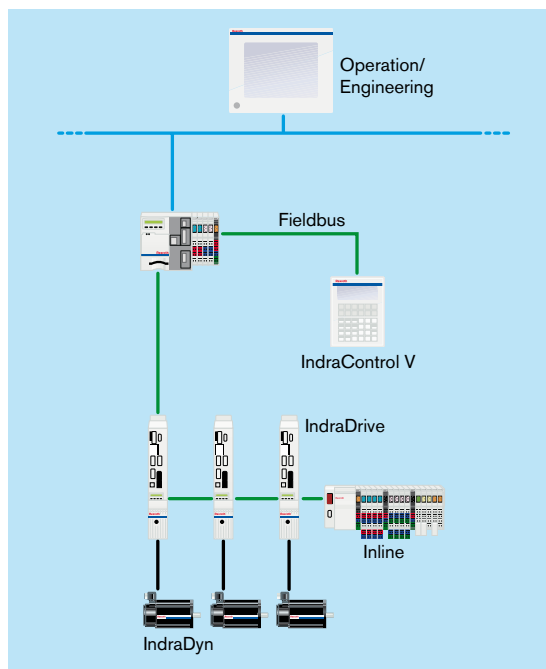 Operation/
Engineering
Fieldbus
IndraControl V
IndraDrive
Inline
IndraDyn